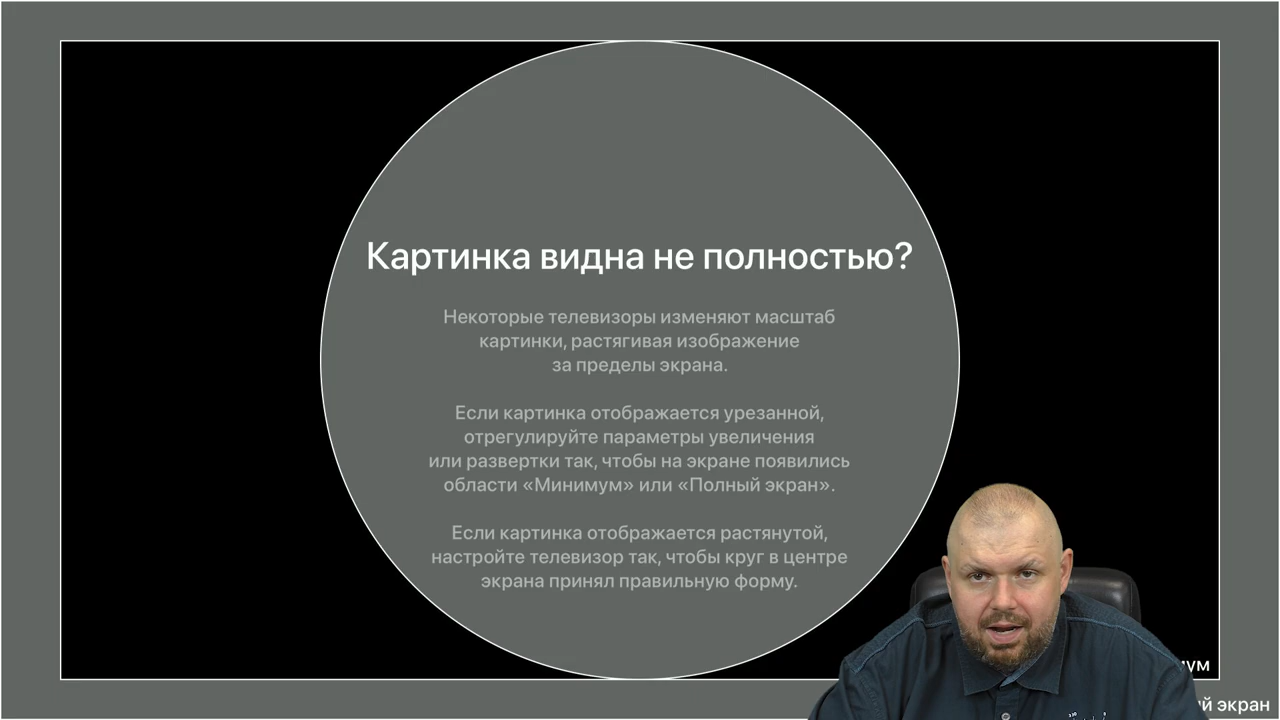 Картинка видна не полностью?
Некоторые телевизоры изменяют масштаб
картинки, растягивая изображение
за пределы экрана.
Если картинка отображается урезанной,
отрегулируйте параметры увеличения
или развертки так, чтобы на экране появились
области «Минимум» или «Полный экран».
Если картинка отображается растянутой,
настройте телевизор так, чтобы круг в центре
экрана принял правильную форму.
экран